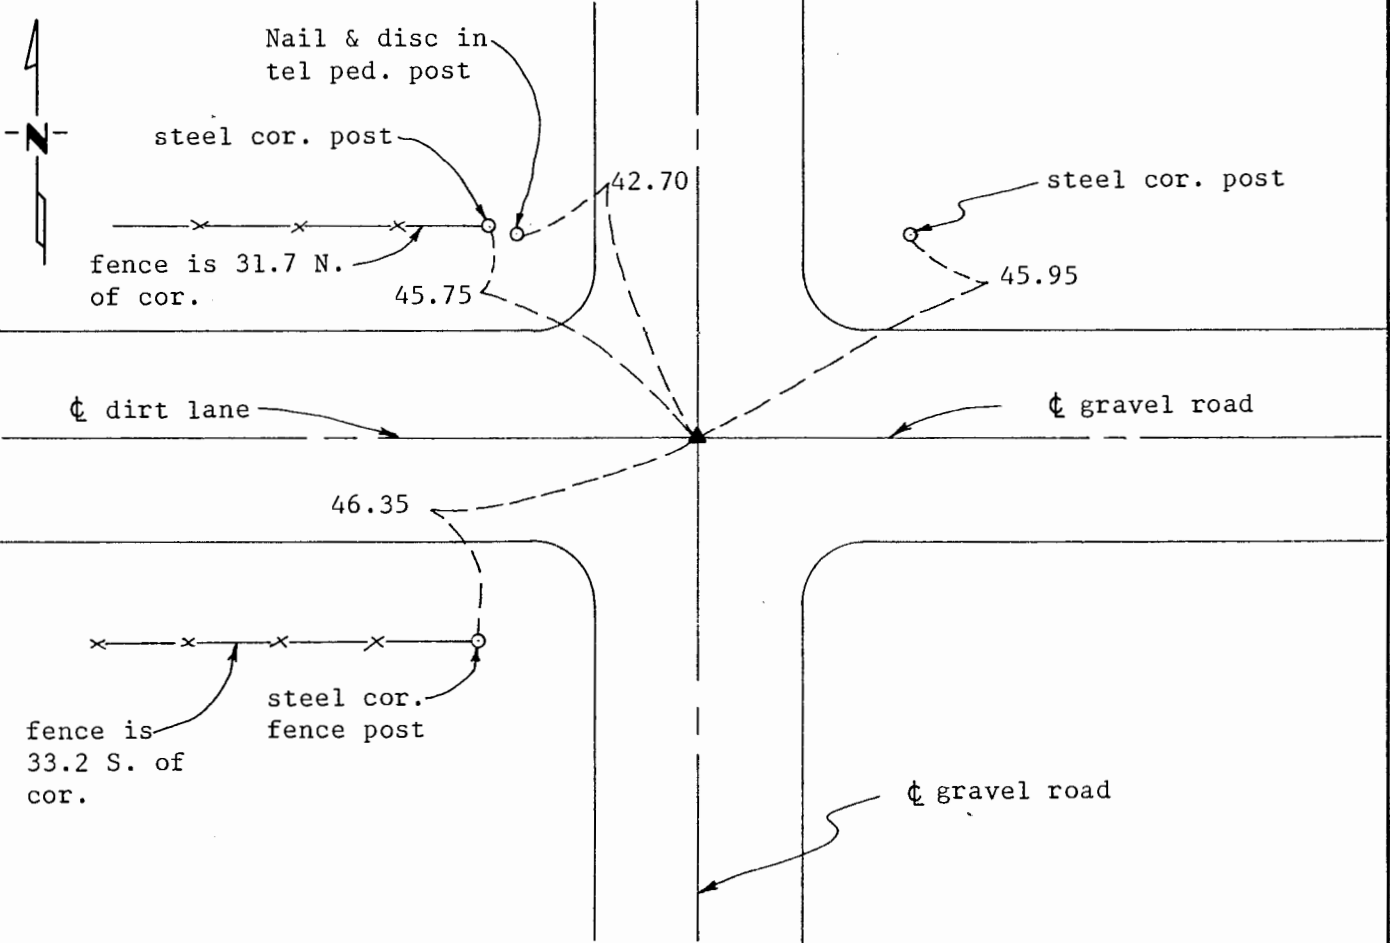 Nail & disc in
tel ped. post
steel cor. post
N
42.70
steel cor. post
fence is 31.7 N.
of cor.
45.75
45.95
℄ dirt lane
℄ gravel road
46.35
steel cor.
fence post
fence is
33.2 S. of
cor.
℄ gravel road